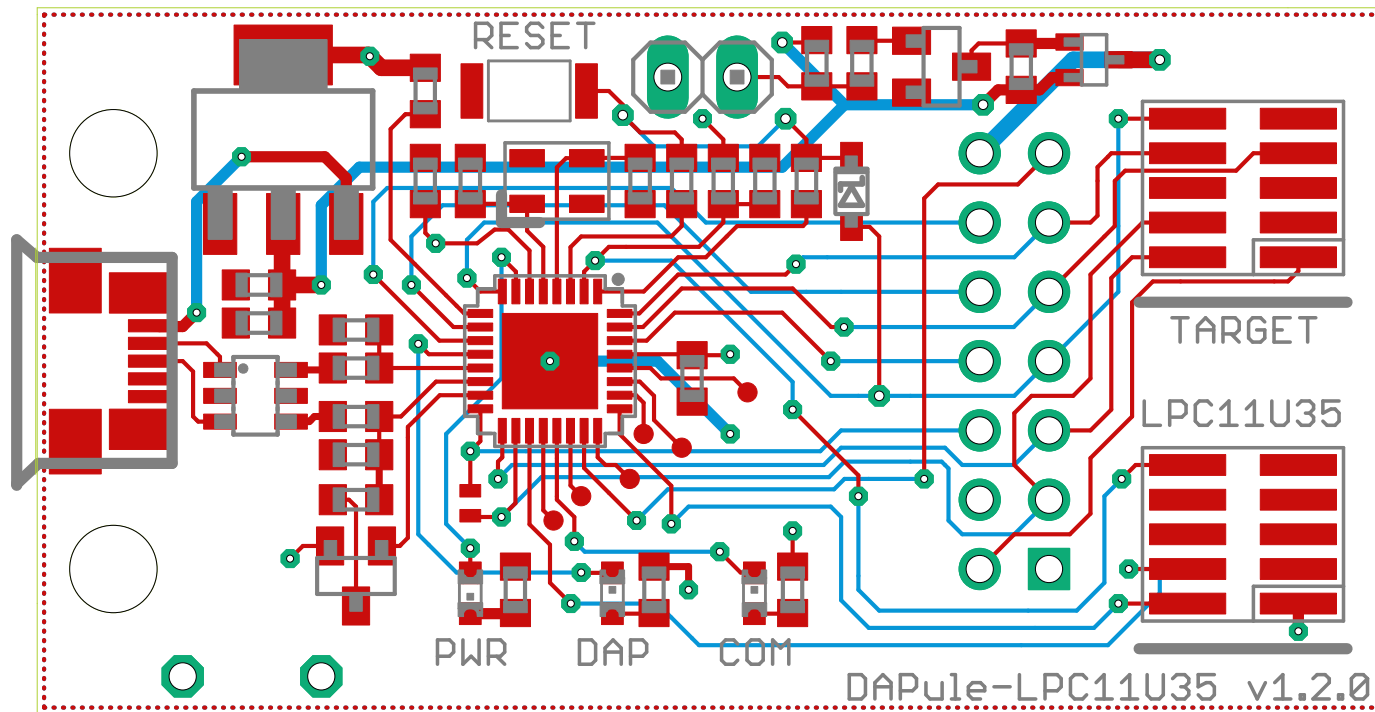 RESET
TARGET
LPC11U35
PWR
DAP
COM
DAPule-LPC11U35 v1.2.0